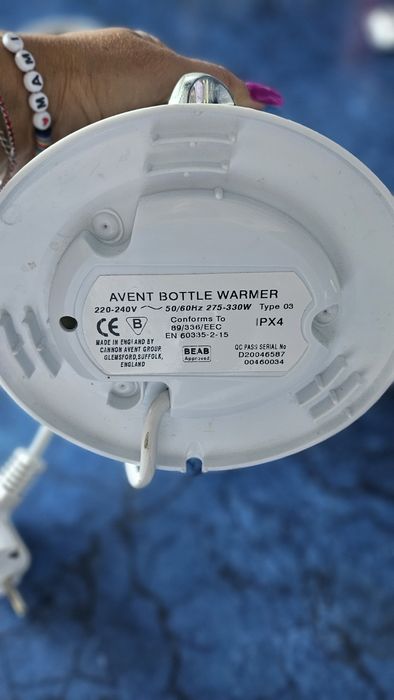 MAMA
AVENT BOTTLE WARMER
220-240V ~ 50/60Hz 275-330W Type 03
CE B Conforms To IPX4
89/336/EEC
EN 60335-2-15
MADE IN ENGLAND BY
CANNON AVENT GROUP
GLEMSFORD, SUFFOLK,
ENGLAND
BEAB
Approved
QC PASS SERIAL No
D20046587
00460034